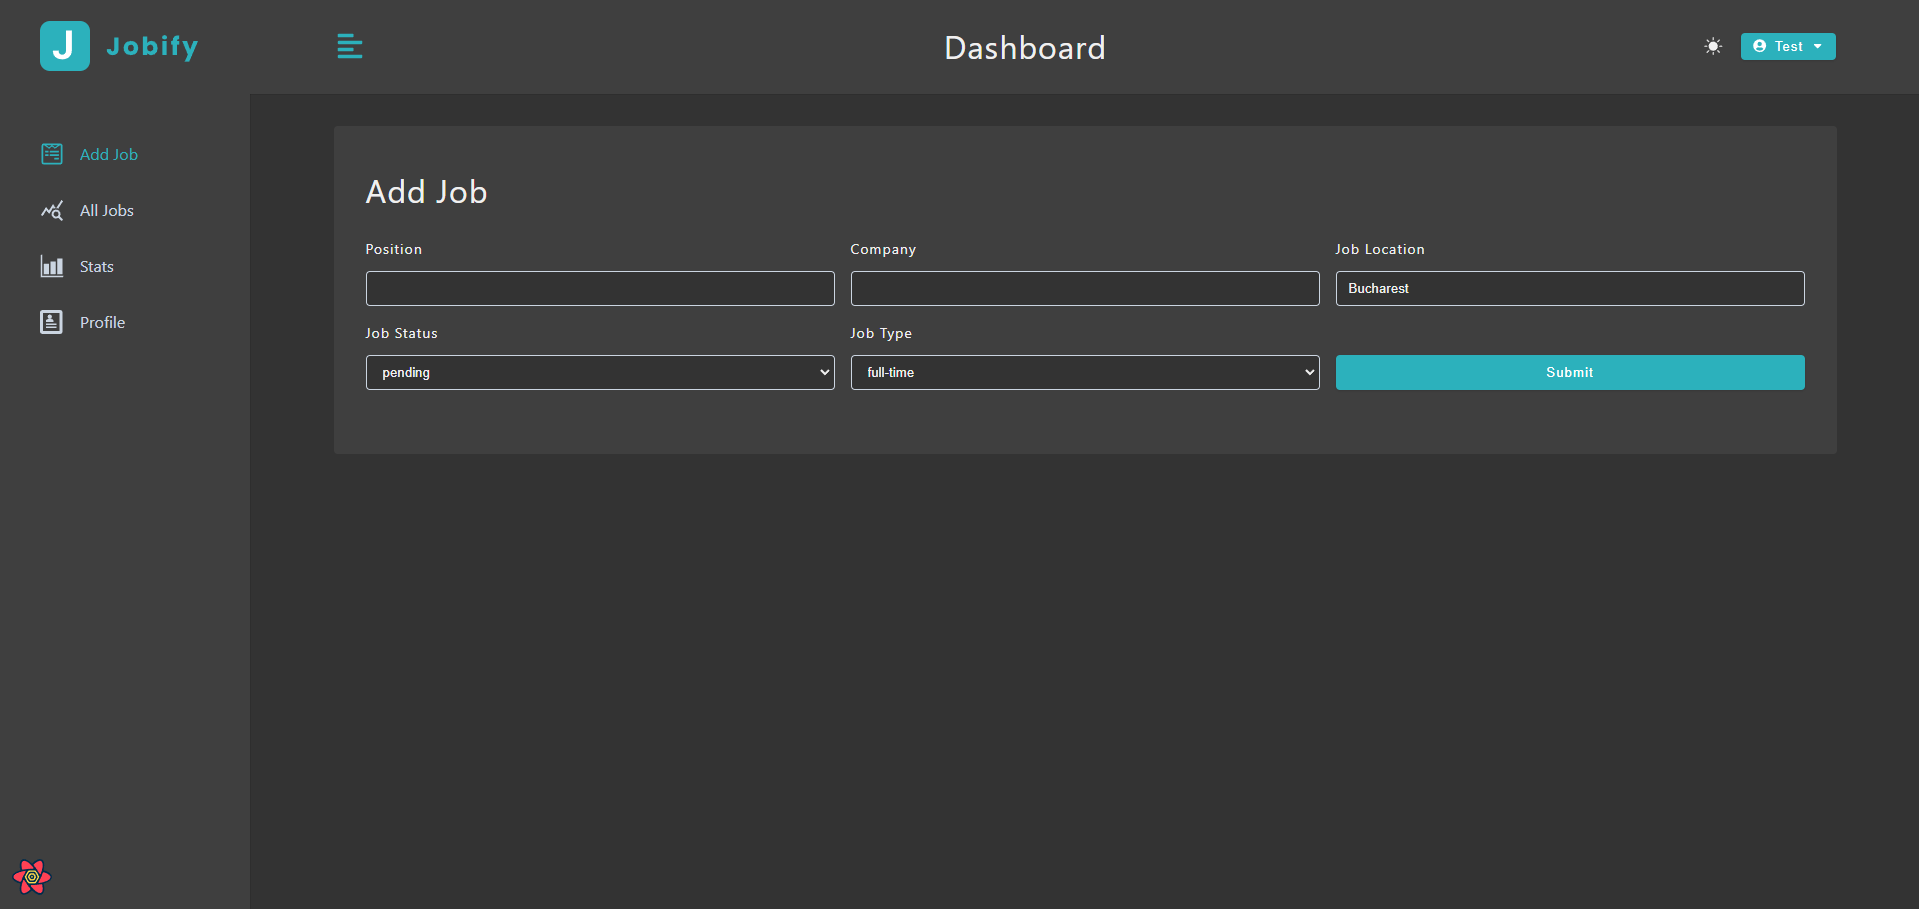 J Jobify
Dashboard
Test
Add Job
All Jobs
Stats
Profile
Add Job
Position
Company
Job Location
Bucharest
Job Status
Job Type
pending
full-time
Submit